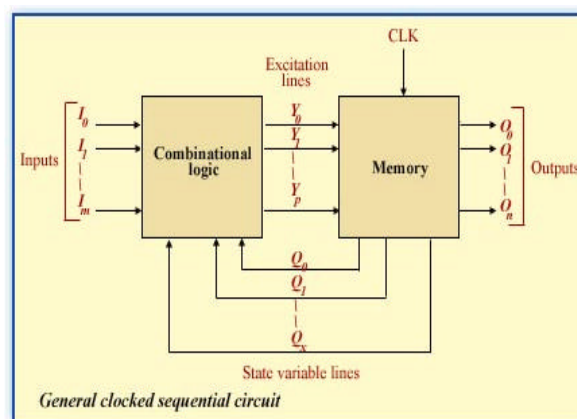 CLK
Excitation
lines
Inputs
I0
I1
Im
Combinational
logic
Y0
Y1
Yp
Memory
O0
O1
On
Outputs
Q0
Q1
Qx
State variable lines
General clocked sequential circuit